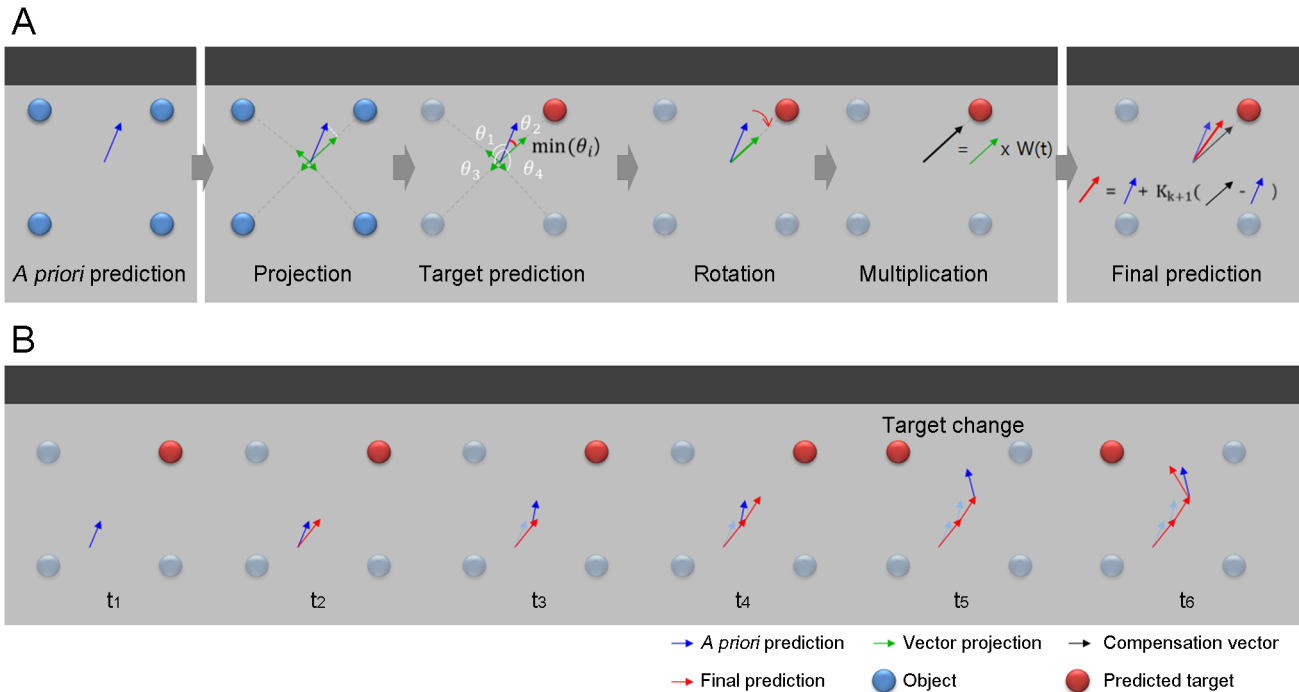 A
θ₁ θ₂
min(θᵢ)
θ₃ θ₄
= x W(t)
= + Kₖ₊₁( - )
A priori prediction
Projection
Target prediction
Rotation
Multiplication
Final prediction
B
Target change
t₁
t₂
t₃
t₄
t₅
t₆
A priori prediction
Vector projection
Compensation vector
Final prediction
Object
Predicted target